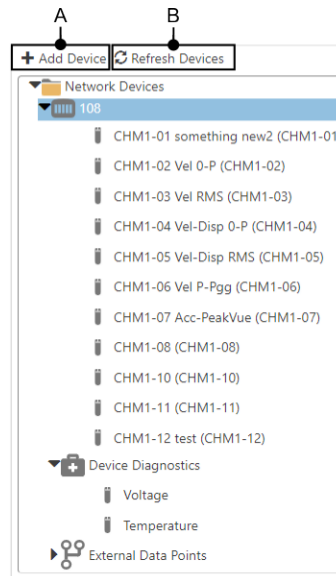 A B
+ Add Device Refresh Devices
Network Devices
108
CHM1-01 something new2 (CHM1-01
CHM1-02 Vel 0-P (CHM1-02)
CHM1-03 Vel RMS (CHM1-03)
CHM1-04 Vel-Disp 0-P (CHM1-04)
CHM1-05 Vel-Disp RMS (CHM1-05)
CHM1-06 Vel P-Pgg (CHM1-06)
CHM1-07 Acc-PeakVue (CHM1-07)
CHM1-08 (CHM1-08)
CHM1-10 (CHM1-10)
CHM1-11 (CHM1-11)
CHM1-12 test (CHM1-12)
Device Diagnostics
Voltage
Temperature
External Data Points